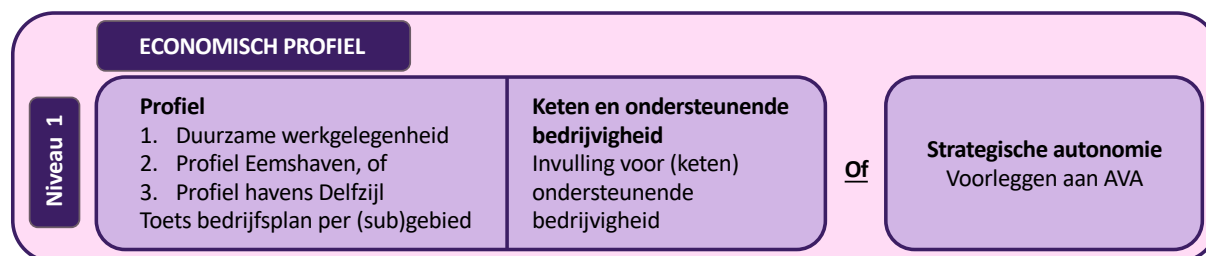 ECONOMISCH PROFIEL
Niveau 1
Profiel
1. Duurzame werkgelegenheid
2. Profiel Eemshaven, of
3. Profiel havens Delfzijl
Toets bedrijfsplan per (sub)gebied
Keten en ondersteunende
bedrijvigheid
Invulling voor (keten)
ondersteunende
bedrijvigheid
Of
Strategische autonomie
Voorleggen aan AVA